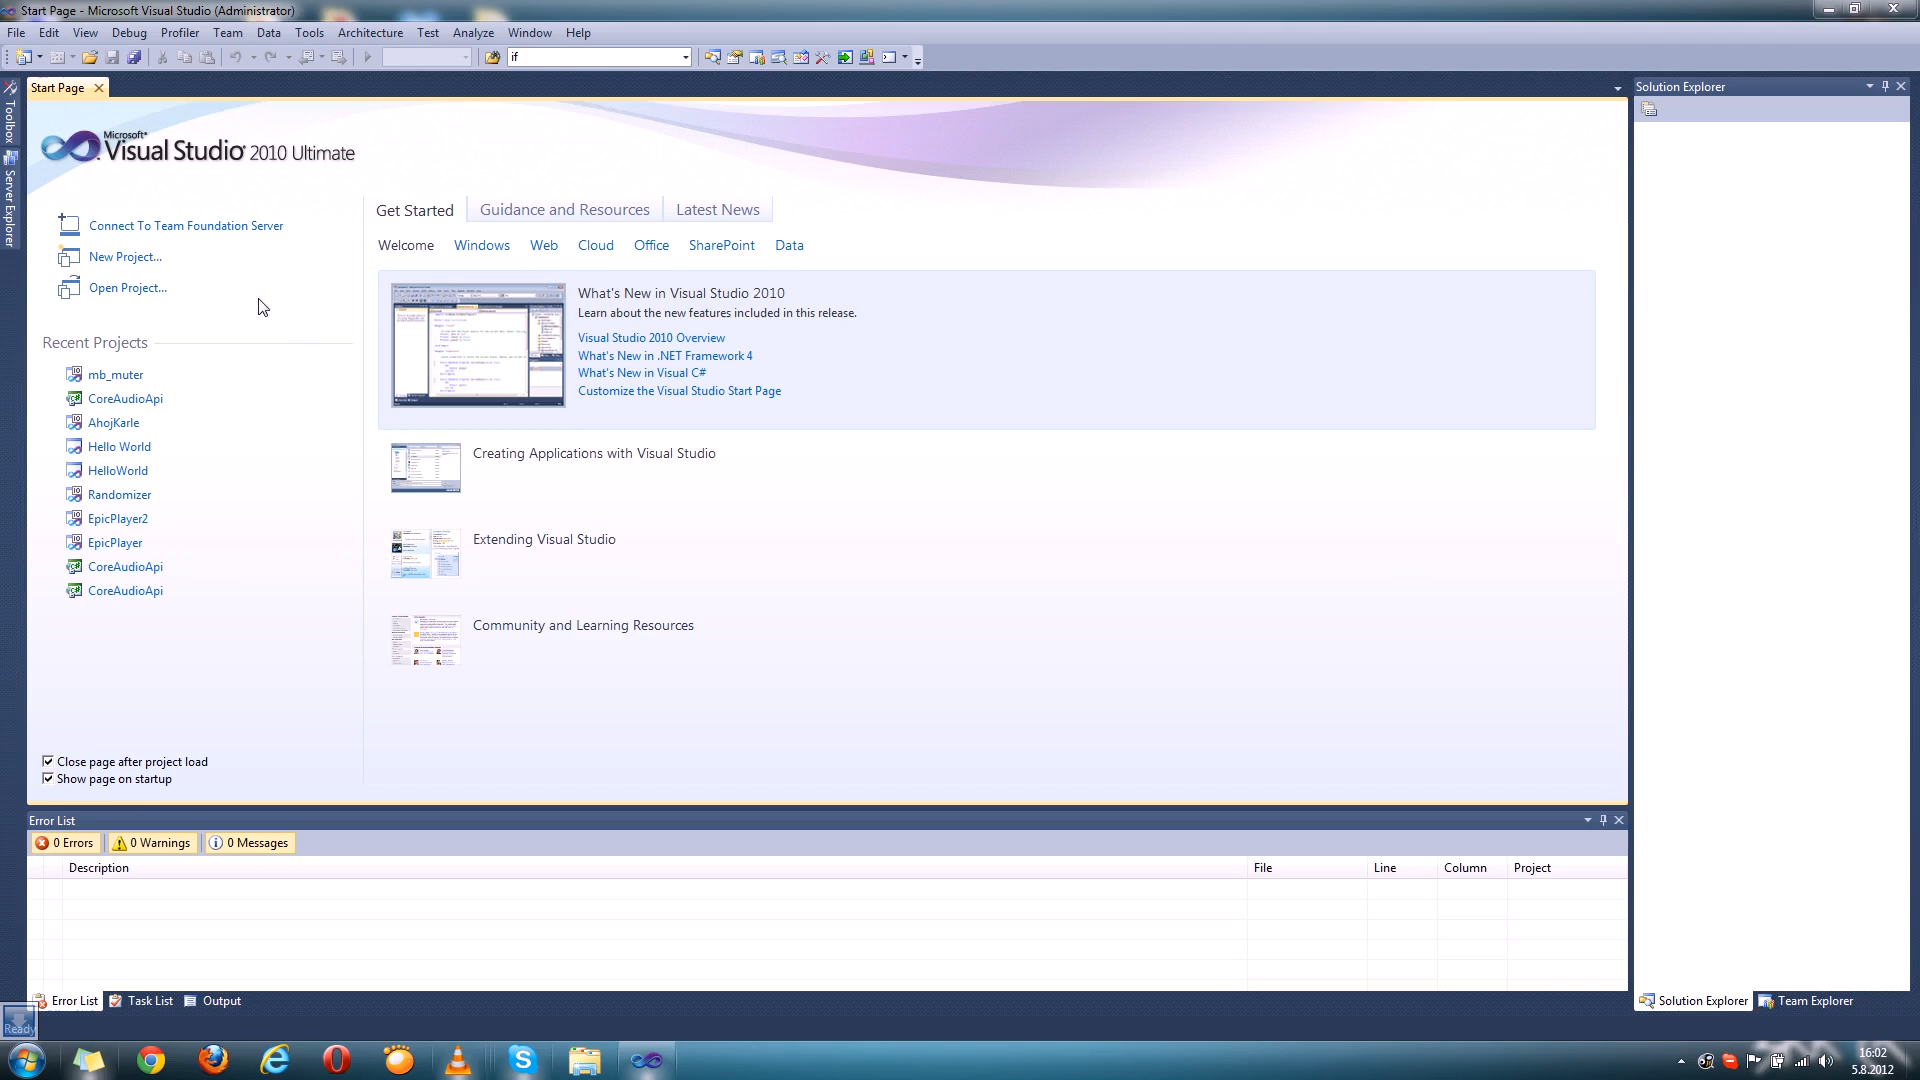 Start Page - Microsoft Visual Studio (Administrator)
File Edit View Debug Profiler Team Data Tools Architecture Test Analyze Window Help
if
Start Page
Solution Explorer
Toolbox
Server Explorer
Microsoft®
Visual Studio® 2010 Ultimate
Connect To Team Foundation Server
New Project...
Open Project...
Recent Projects
mb_muter
CoreAudioApi
AhojKarle
Hello World
HelloWorld
Randomizer
EpicPlayer2
EpicPlayer
CoreAudioApi
CoreAudioApi
Close page after project load
Show page on startup
Get Started Guidance and Resources Latest News
Welcome Windows Web Cloud Office SharePoint Data
What's New in Visual Studio 2010
Learn about the new features included in this release.
Visual Studio 2010 Overview
What's New in .NET Framework 4
What's New in Visual C#
Customize the Visual Studio Start Page
Creating Applications with Visual Studio
Extending Visual Studio
Community and Learning Resources
Error List
0 Errors 0 Warnings 0 Messages
Description File Line Column Project
Error List Task List Output
Solution Explorer Team Explorer
Ready
16:02
5.8.2012